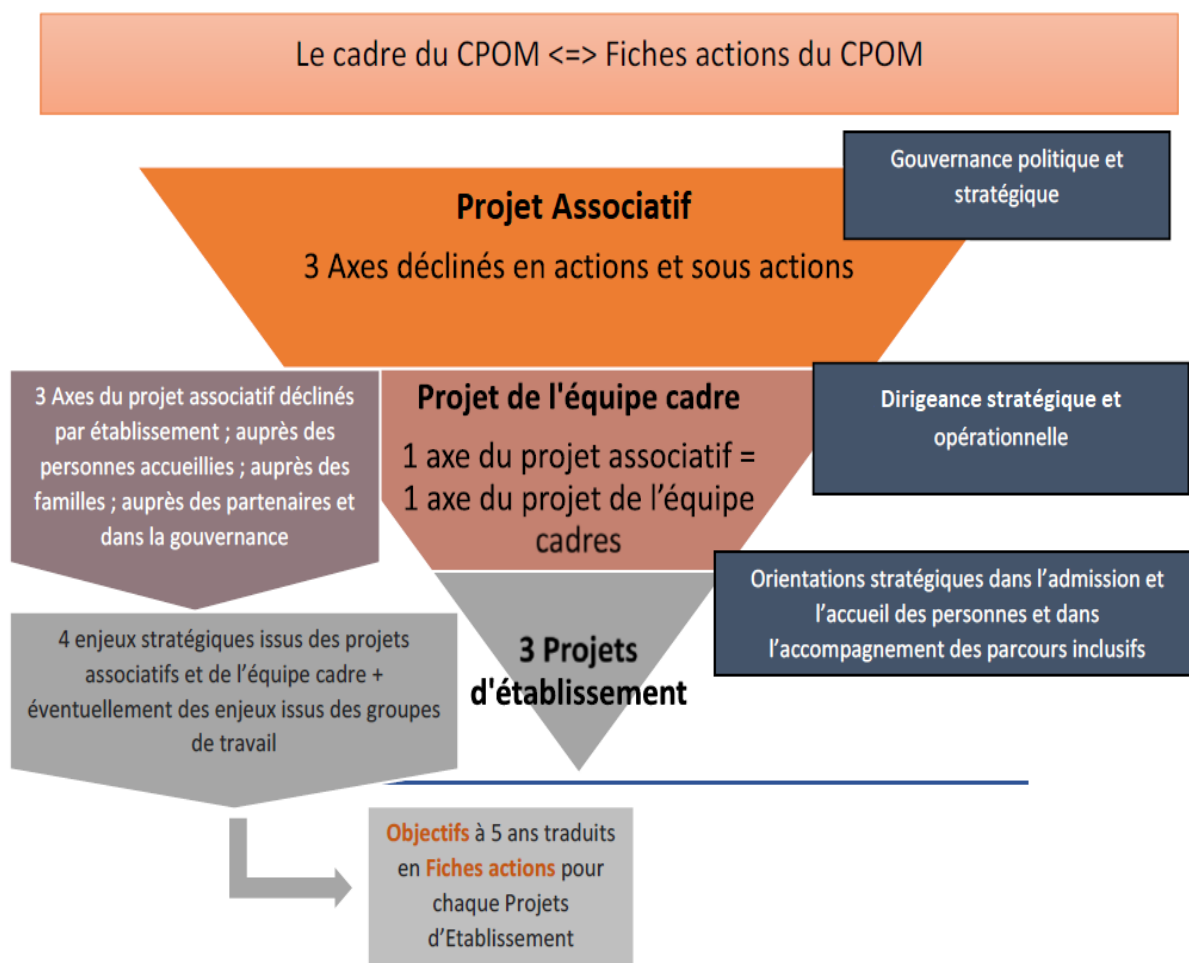 Le cadre du CPOM <=> Fiches actions du CPOM
Gouvernance politique et
stratégique
Projet Associatif
3 Axes déclinés en actions et sous actions
3 Axes du projet associatif déclinés
par établissement ; auprès des
personnes accueillies ; auprès des
familles ; auprès des partenaires et
dans la gouvernance
Projet de l'équipe cadre
1 axe du projet associatif =
1 axe du projet de l’équipe
cadres
Dirigeance stratégique et
opérationnelle
Orientations stratégiques dans l’admission et
l’accueil des personnes et dans
l’accompagnement des parcours inclusifs
4 enjeux stratégiques issus des projets
associatifs et de l’équipe cadre +
éventuellement des enjeux issus des groupes
de travail
3 Projets
d'établissement
Objectifs à 5 ans traduits
en Fiches actions pour
chaque Projets
d’Etablissement